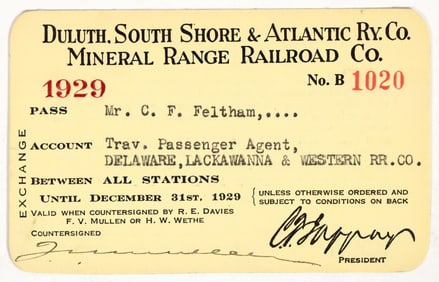 DULUTH, SOUTH SHORE & ATLANTIC RY. CO.
MINERAL RANGE RAILROAD CO.
1929 No. B 1020
PASS Mr. C. F. Feltham,....
EXCHANGE
ACCOUNT Trav. Passenger Agent,
DELAWARE,LACKAWANNA & WESTERN RR.CO.
BETWEEN ALL STATIONS
UNTIL DECEMBER 31ST, 1929 { UNLESS OTHERWISE ORDERED AND
SUBJECT TO CONDITIONS ON BACK
VALID WHEN COUNTERSIGNED BY R. E. DAVIES
F. V. MULLEN OR H. W. WETHE
COUNTERSIGNED
PRESIDENT